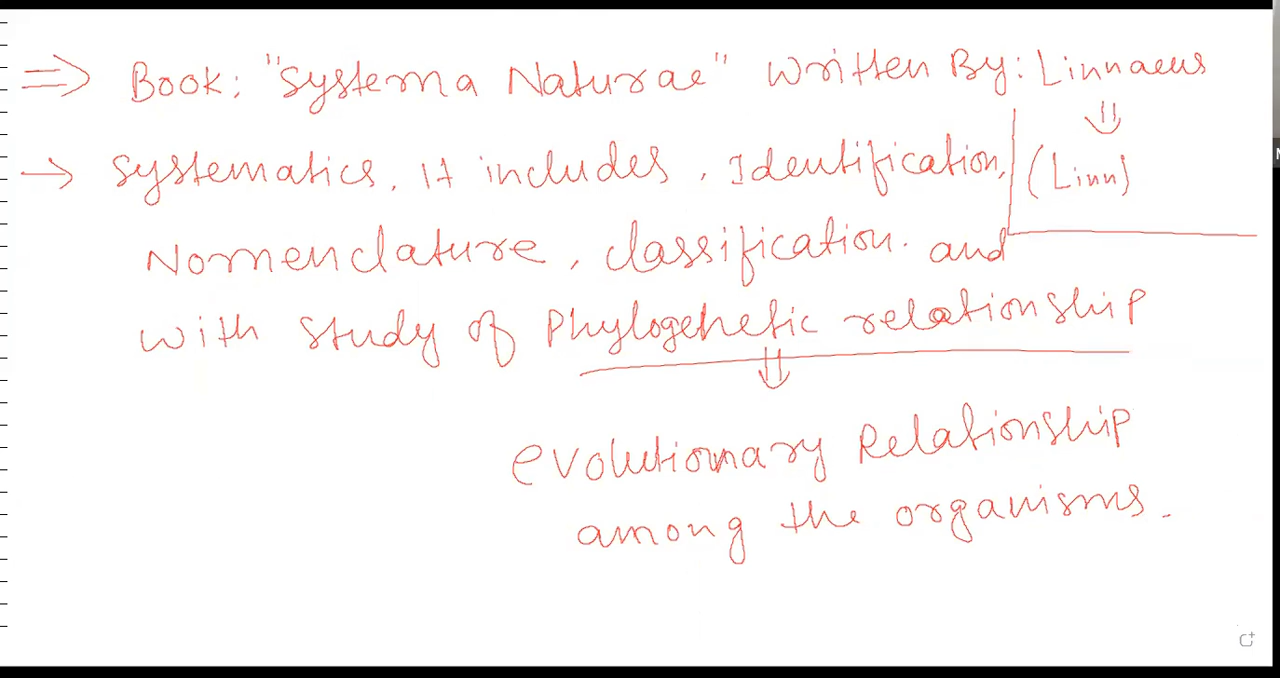 ⇒ Book: "Systema Naturae" written By: Linnaeus
⇓
(Linn)
→ Systematics. It includes, Identification,
Nomenclature, classification. and
with study of Phylogenetic relationship
⇓
evolutionary Relationship
among the organisms.